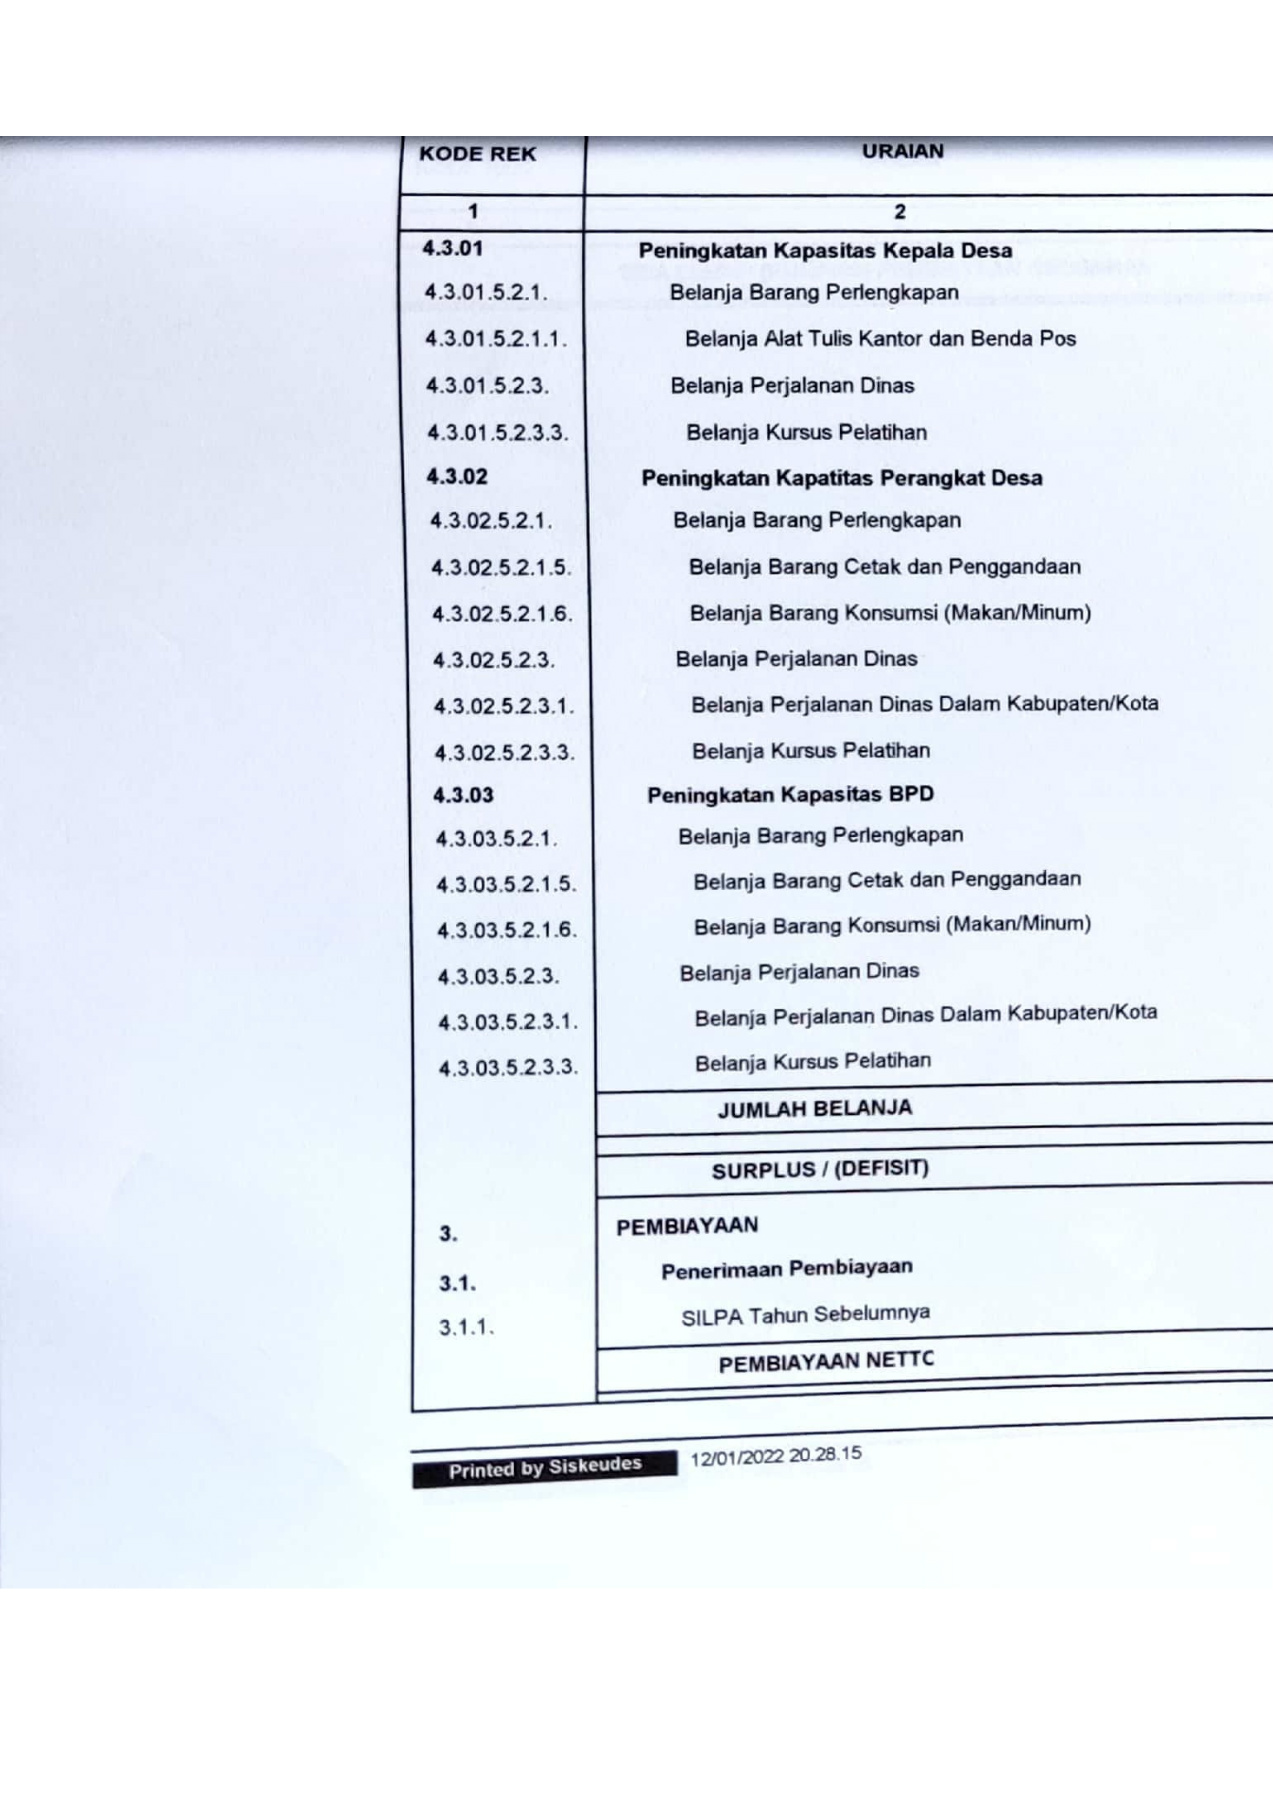 KODE REK URAIAN
1 2
4.3.01 Peningkatan Kapasitas Kepala Desa
4.3.01.5.2.1. Belanja Barang Perlengkapan
4.3.01.5.2.1.1. Belanja Alat Tulis Kantor dan Benda Pos
4.3.01.5.2.3. Belanja Perjalanan Dinas
4.3.01.5.2.3.3. Belanja Kursus Pelatihan
4.3.02 Peningkatan Kapatitas Perangkat Desa
4.3.02.5.2.1. Belanja Barang Perlengkapan
4.3.02.5.2.1.5. Belanja Barang Cetak dan Penggandaan
4.3.02.5.2.1.6. Belanja Barang Konsumsi (Makan/Minum)
4.3.02.5.2.3. Belanja Perjalanan Dinas
4.3.02.5.2.3.1. Belanja Perjalanan Dinas Dalam Kabupaten/Kota
4.3.02.5.2.3.3. Belanja Kursus Pelatihan
4.3.03 Peningkatan Kapasitas BPD
4.3.03.5.2.1. Belanja Barang Perlengkapan
4.3.03.5.2.1.5. Belanja Barang Cetak dan Penggandaan
4.3.03.5.2.1.6. Belanja Barang Konsumsi (Makan/Minum)
4.3.03.5.2.3. Belanja Perjalanan Dinas
4.3.03.5.2.3.1. Belanja Perjalanan Dinas Dalam Kabupaten/Kota
4.3.03.5.2.3.3. Belanja Kursus Pelatihan
JUMLAH BELANJA
SURPLUS / (DEFISIT)
3. PEMBIAYAAN
3.1. Penerimaan Pembiayaan
3.1.1. SILPA Tahun Sebelumnya
PEMBIAYAAN NETTC
Printed by Siskeudes 12/01/2022 20.28.15